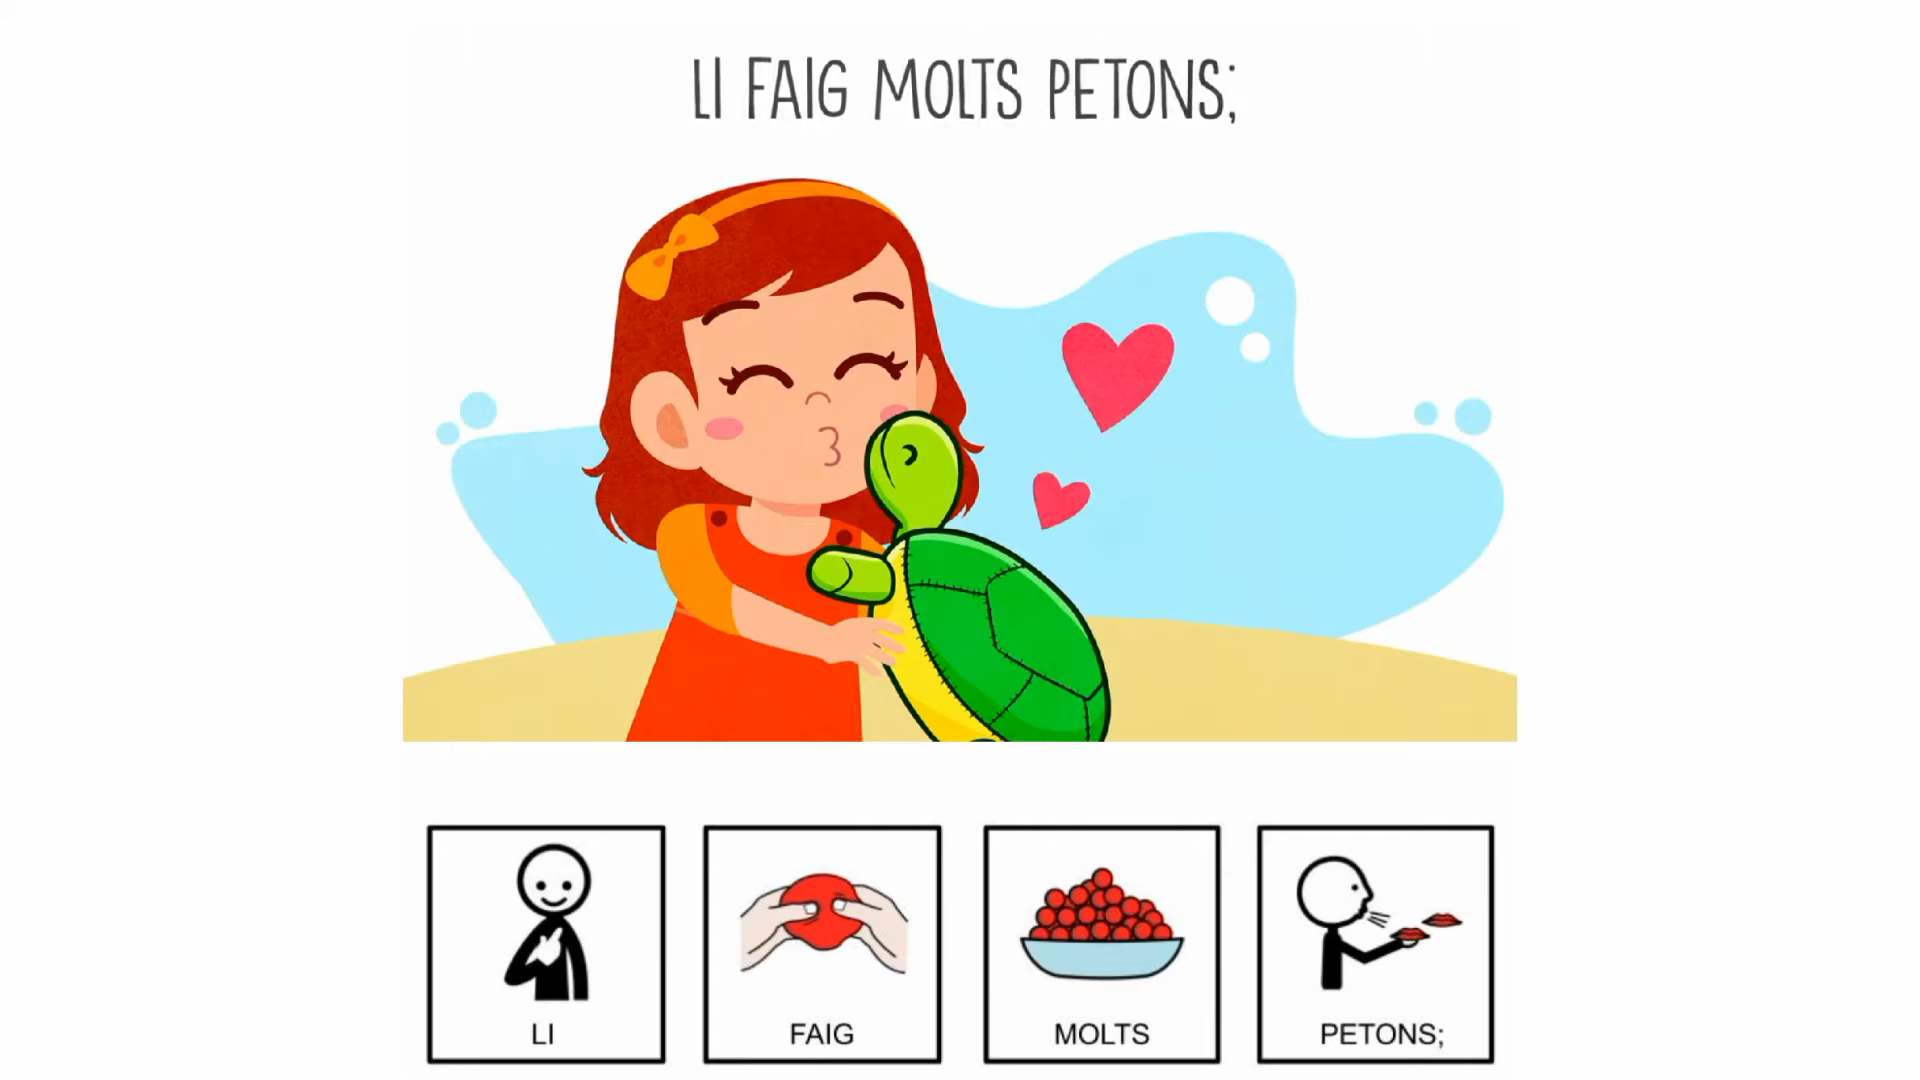 LI FAIG MOLTS PETONS;
LI
FAIG
MOLTS
PETONS;